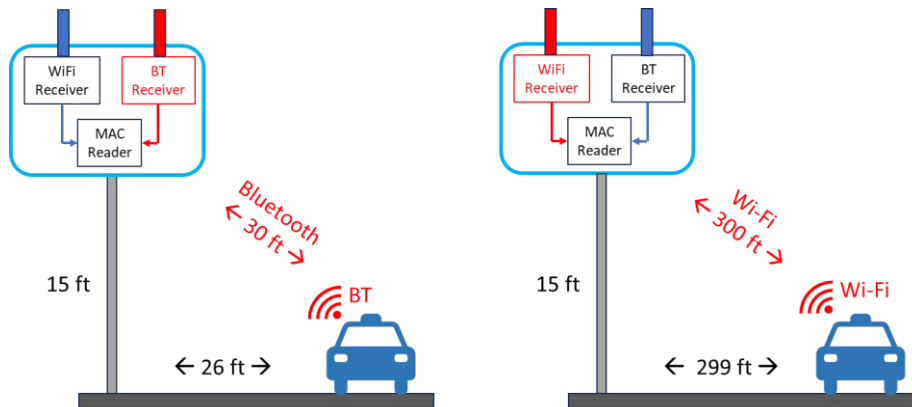 WiFi
Receiver
BT
Receiver
MAC
Reader
Bluetooth
← 30 ft →
15 ft
BT
← 26 ft →
WiFi
Receiver
BT
Receiver
MAC
Reader
Wi-Fi
← 300 ft →
15 ft
Wi-Fi
← 299 ft →